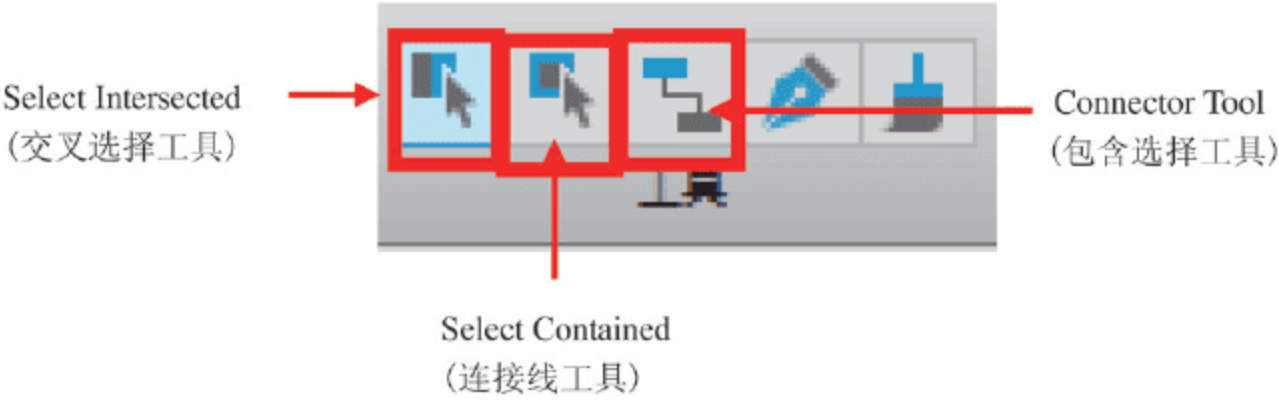 Select Intersected
(交叉选择工具)
Connector Tool
(包含选择工具)
Select Contained
(连接线工具)